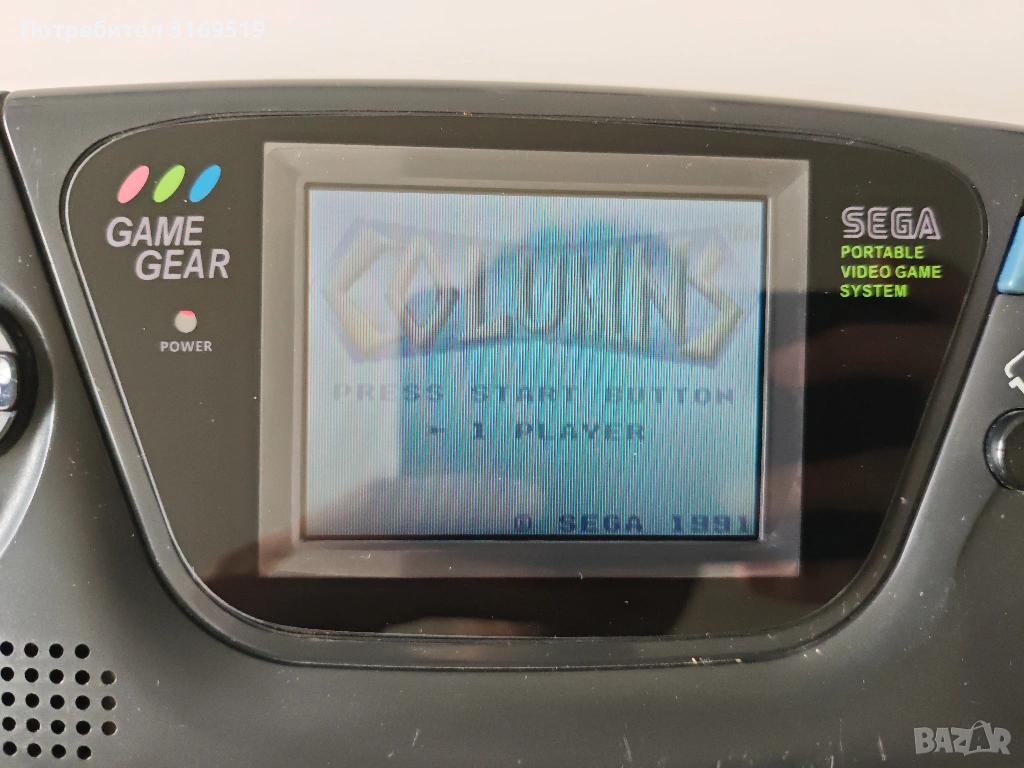 Потребител 3169519
GAME
GEAR
POWER
SEGA
PORTABLE
VIDEO GAME
SYSTEM
COLUMNS
PRESS START BUTTON
- 1 PLAYER
© SEGA 1991
BAZAR